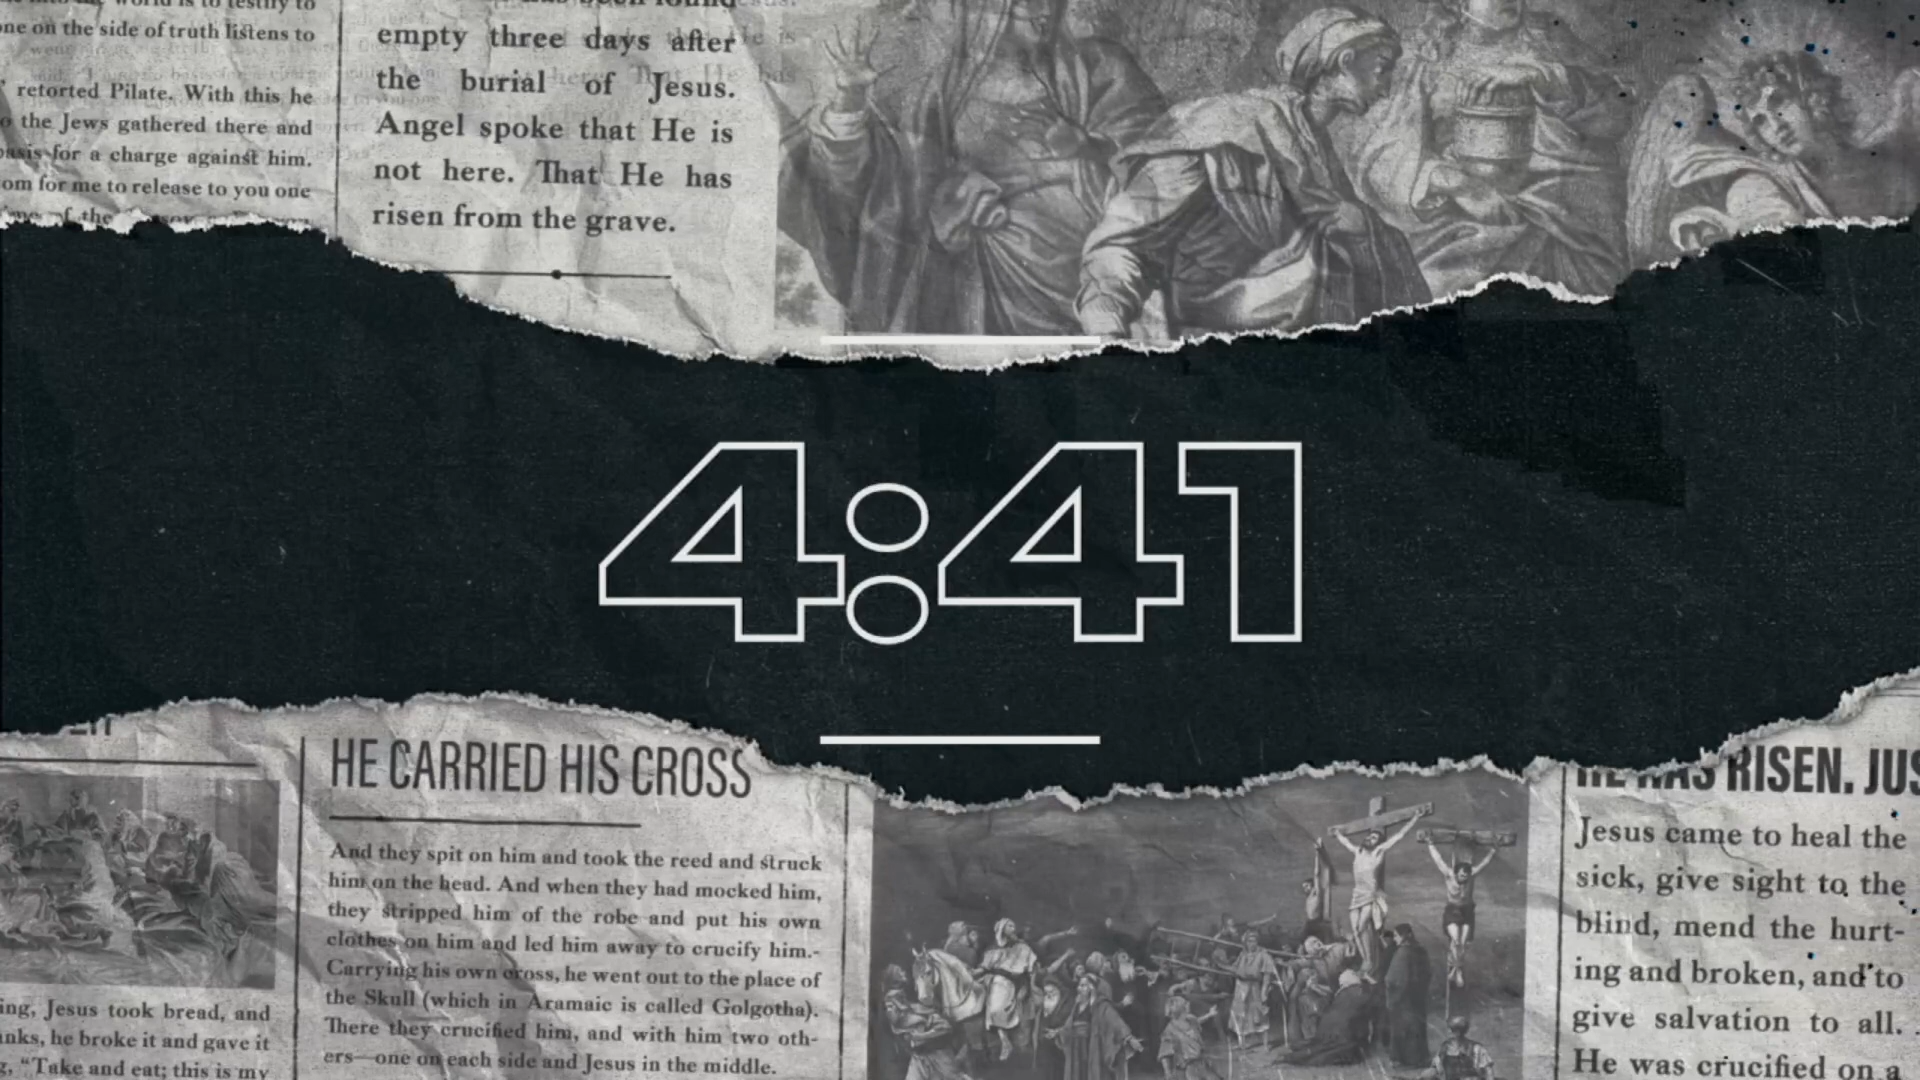 one on the side of truth listens to
retorted Pilate. With this he
the Jews gathered there and
basis for a charge against him.
om for me to release to you one
of the
empty three days after
the burial of Jesus.
Angel spoke that He is
not here. That He has
risen from the grave.
4:41
HE CARRIED HIS CROSS
And they spit on him and took the reed and struck
him on the head. And when they had mocked him,
they stripped him of the robe and put his own
clothes on him and led him away to crucify him.-
Carrying his own cross, he went out to the place of
the Skull (which in Aramaic is called Golgotha).
There they crucified him, and with him two oth-
ers—one on each side and Jesus in the middle.
ing, Jesus took bread, and
anks, he broke it and gave it
g, “Take and eat; this is my
HE HAS RISEN. JUS
Jesus came to heal the
sick, give sight to the
blind, mend the hurt-
ing and broken, and to
give salvation to all.
He was crucified on a